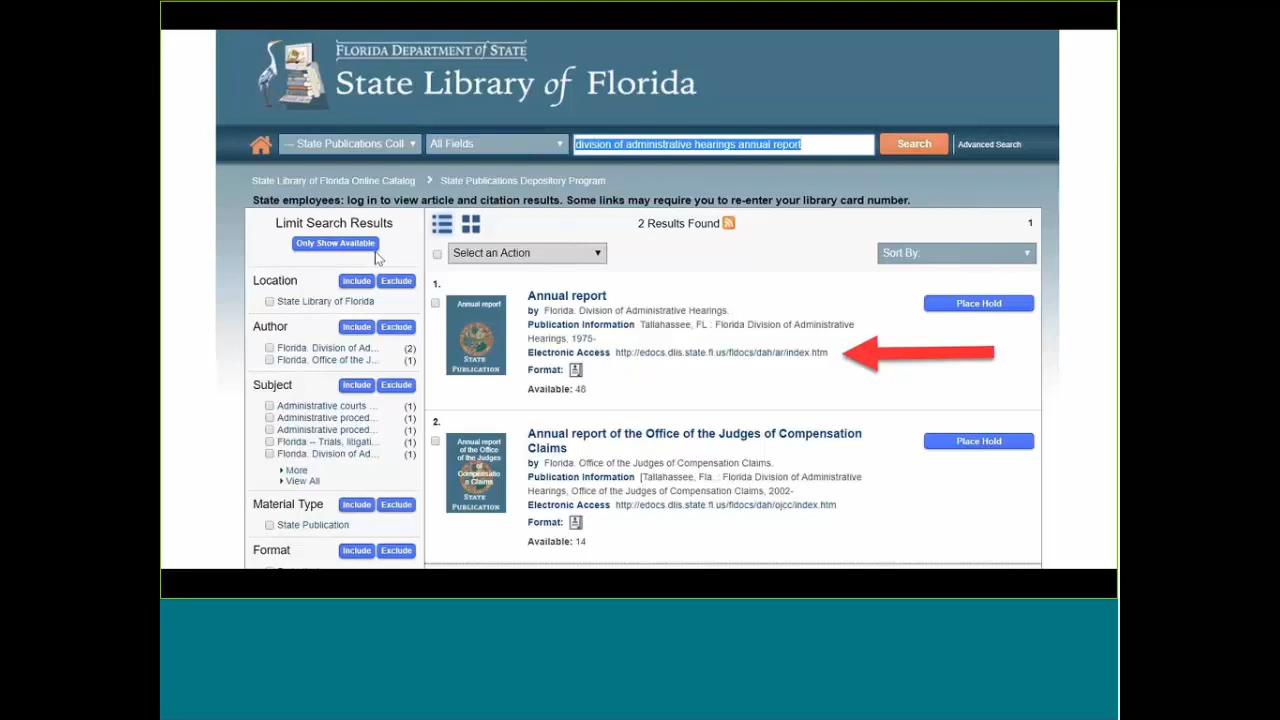 FLORIDA DEPARTMENT of STATE
State Library of Florida
--- State Publications Coll
All Fields
division of administrative hearings annual report
Search
Advanced Search
State Library of Florida Online Catalog
State Publications Depository Program
State employees: log in to view article and citation results. Some links may require you to re-enter your library card number.
Limit Search Results
Only Show Available
Location Include Exclude
State Library of Florida
Author Include Exclude
Florida. Division of Ad... (2)
Florida. Office of the J... (1)
Subject Include Exclude
Administrative courts ... (1)
Administrative proced... (1)
Administrative proced... (1)
Florida -- Trials, litigati... (1)
Florida. Division of Ad... (1)
More
View All
Material Type Include Exclude
State Publication
Format Include Exclude
2 Results Found
1
Select an Action
Sort By:
1.
Annual report
STATE
PUBLICATION
Annual report
by Florida. Division of Administrative Hearings.
Publication Information Tallahassee, FL : Florida Division of Administrative
Hearings, 1975-
Electronic Access http://edocs.dlis.state.fl.us/fldocs/dah/ar/index.htm
Format:
Available: 48
Place Hold
2.
Annual report
of the Office
of the Judges
of
Compensatio
n Claims
STATE
PUBLICATION
Annual report of the Office of the Judges of Compensation
Claims
by Florida. Office of the Judges of Compensation Claims.
Publication Information [Tallahassee, Fla. : Florida Division of Administrative
Hearings, Office of the Judges of Compensation Claims, 2002-
Electronic Access http://edocs.dlis.state.fl.us/fldocs/dah/ojcc/index.htm
Format:
Available: 14
Place Hold